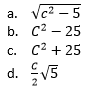 a. √c² − 5
b. C² − 25
c. C² + 25
d. c/2 √5